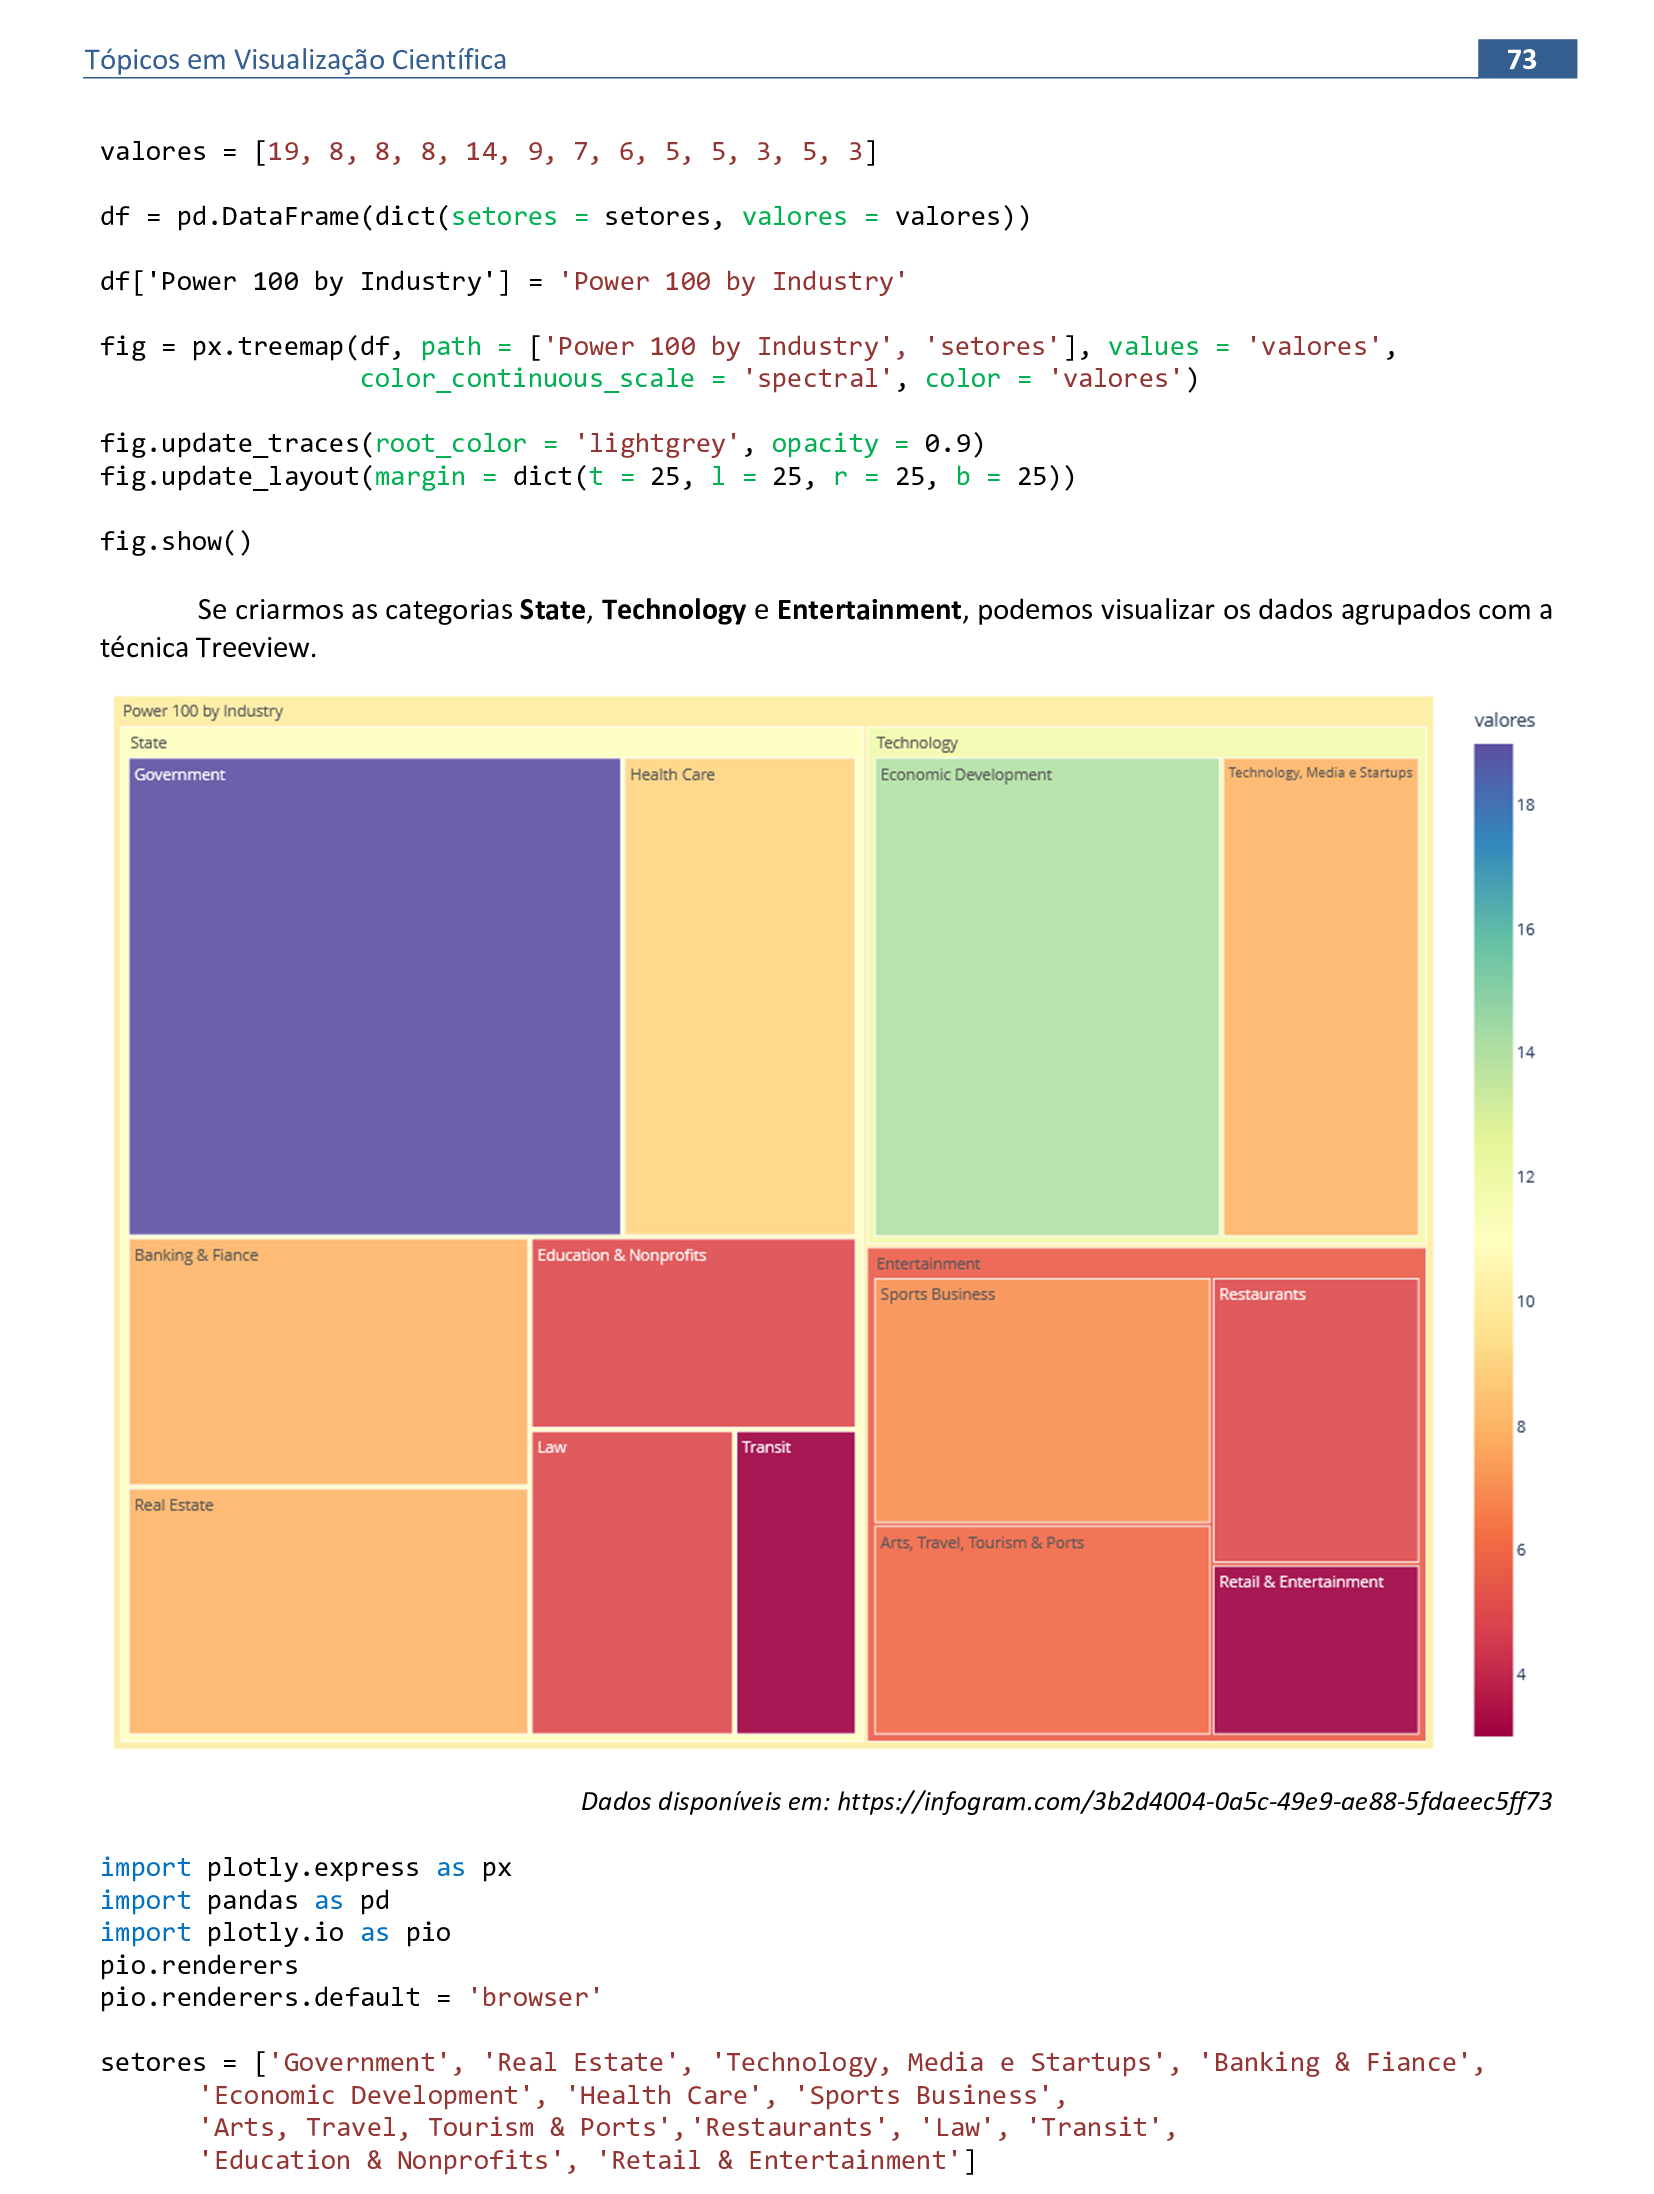 Tópicos em Visualização Científica
73
valores = [19, 8, 8, 8, 14, 9, 7, 6, 5, 5, 3, 5, 3]
df = pd.DataFrame(dict(setores = setores, valores = valores))
df['Power 100 by Industry'] = 'Power 100 by Industry'
fig = px.treemap(df, path = ['Power 100 by Industry', 'setores'], values = 'valores',
color_continuous_scale = 'spectral', color = 'valores')
fig.update_traces(root_color = 'lightgrey', opacity = 0.9)
fig.update_layout(margin = dict(t = 25, l = 25, r = 25, b = 25))
fig.show()
Se criarmos as categorias State, Technology e Entertainment, podemos visualizar os dados agrupados com a
técnica Treeview.
Power 100 by Industry
State
Government
Health Care
Banking & Fiance
Education & Nonprofits
Real Estate
Law
Transit
Technology
Economic Development
Technology, Media e Startups
Entertainment
Sports Business
Restaurants
Arts, Travel, Tourism & Ports
Retail & Entertainment
valores
18
16
14
12
10
8
6
4
Dados disponíveis em: https://infogram.com/3b2d4004-0a5c-49e9-ae88-5fdaeec5ff73
import plotly.express as px
import pandas as pd
import plotly.io as pio
pio.renderers
pio.renderers.default = 'browser'
setores = ['Government', 'Real Estate', 'Technology, Media e Startups', 'Banking & Fiance',
'Economic Development', 'Health Care', 'Sports Business',
'Arts, Travel, Tourism & Ports','Restaurants', 'Law', 'Transit',
'Education & Nonprofits', 'Retail & Entertainment']